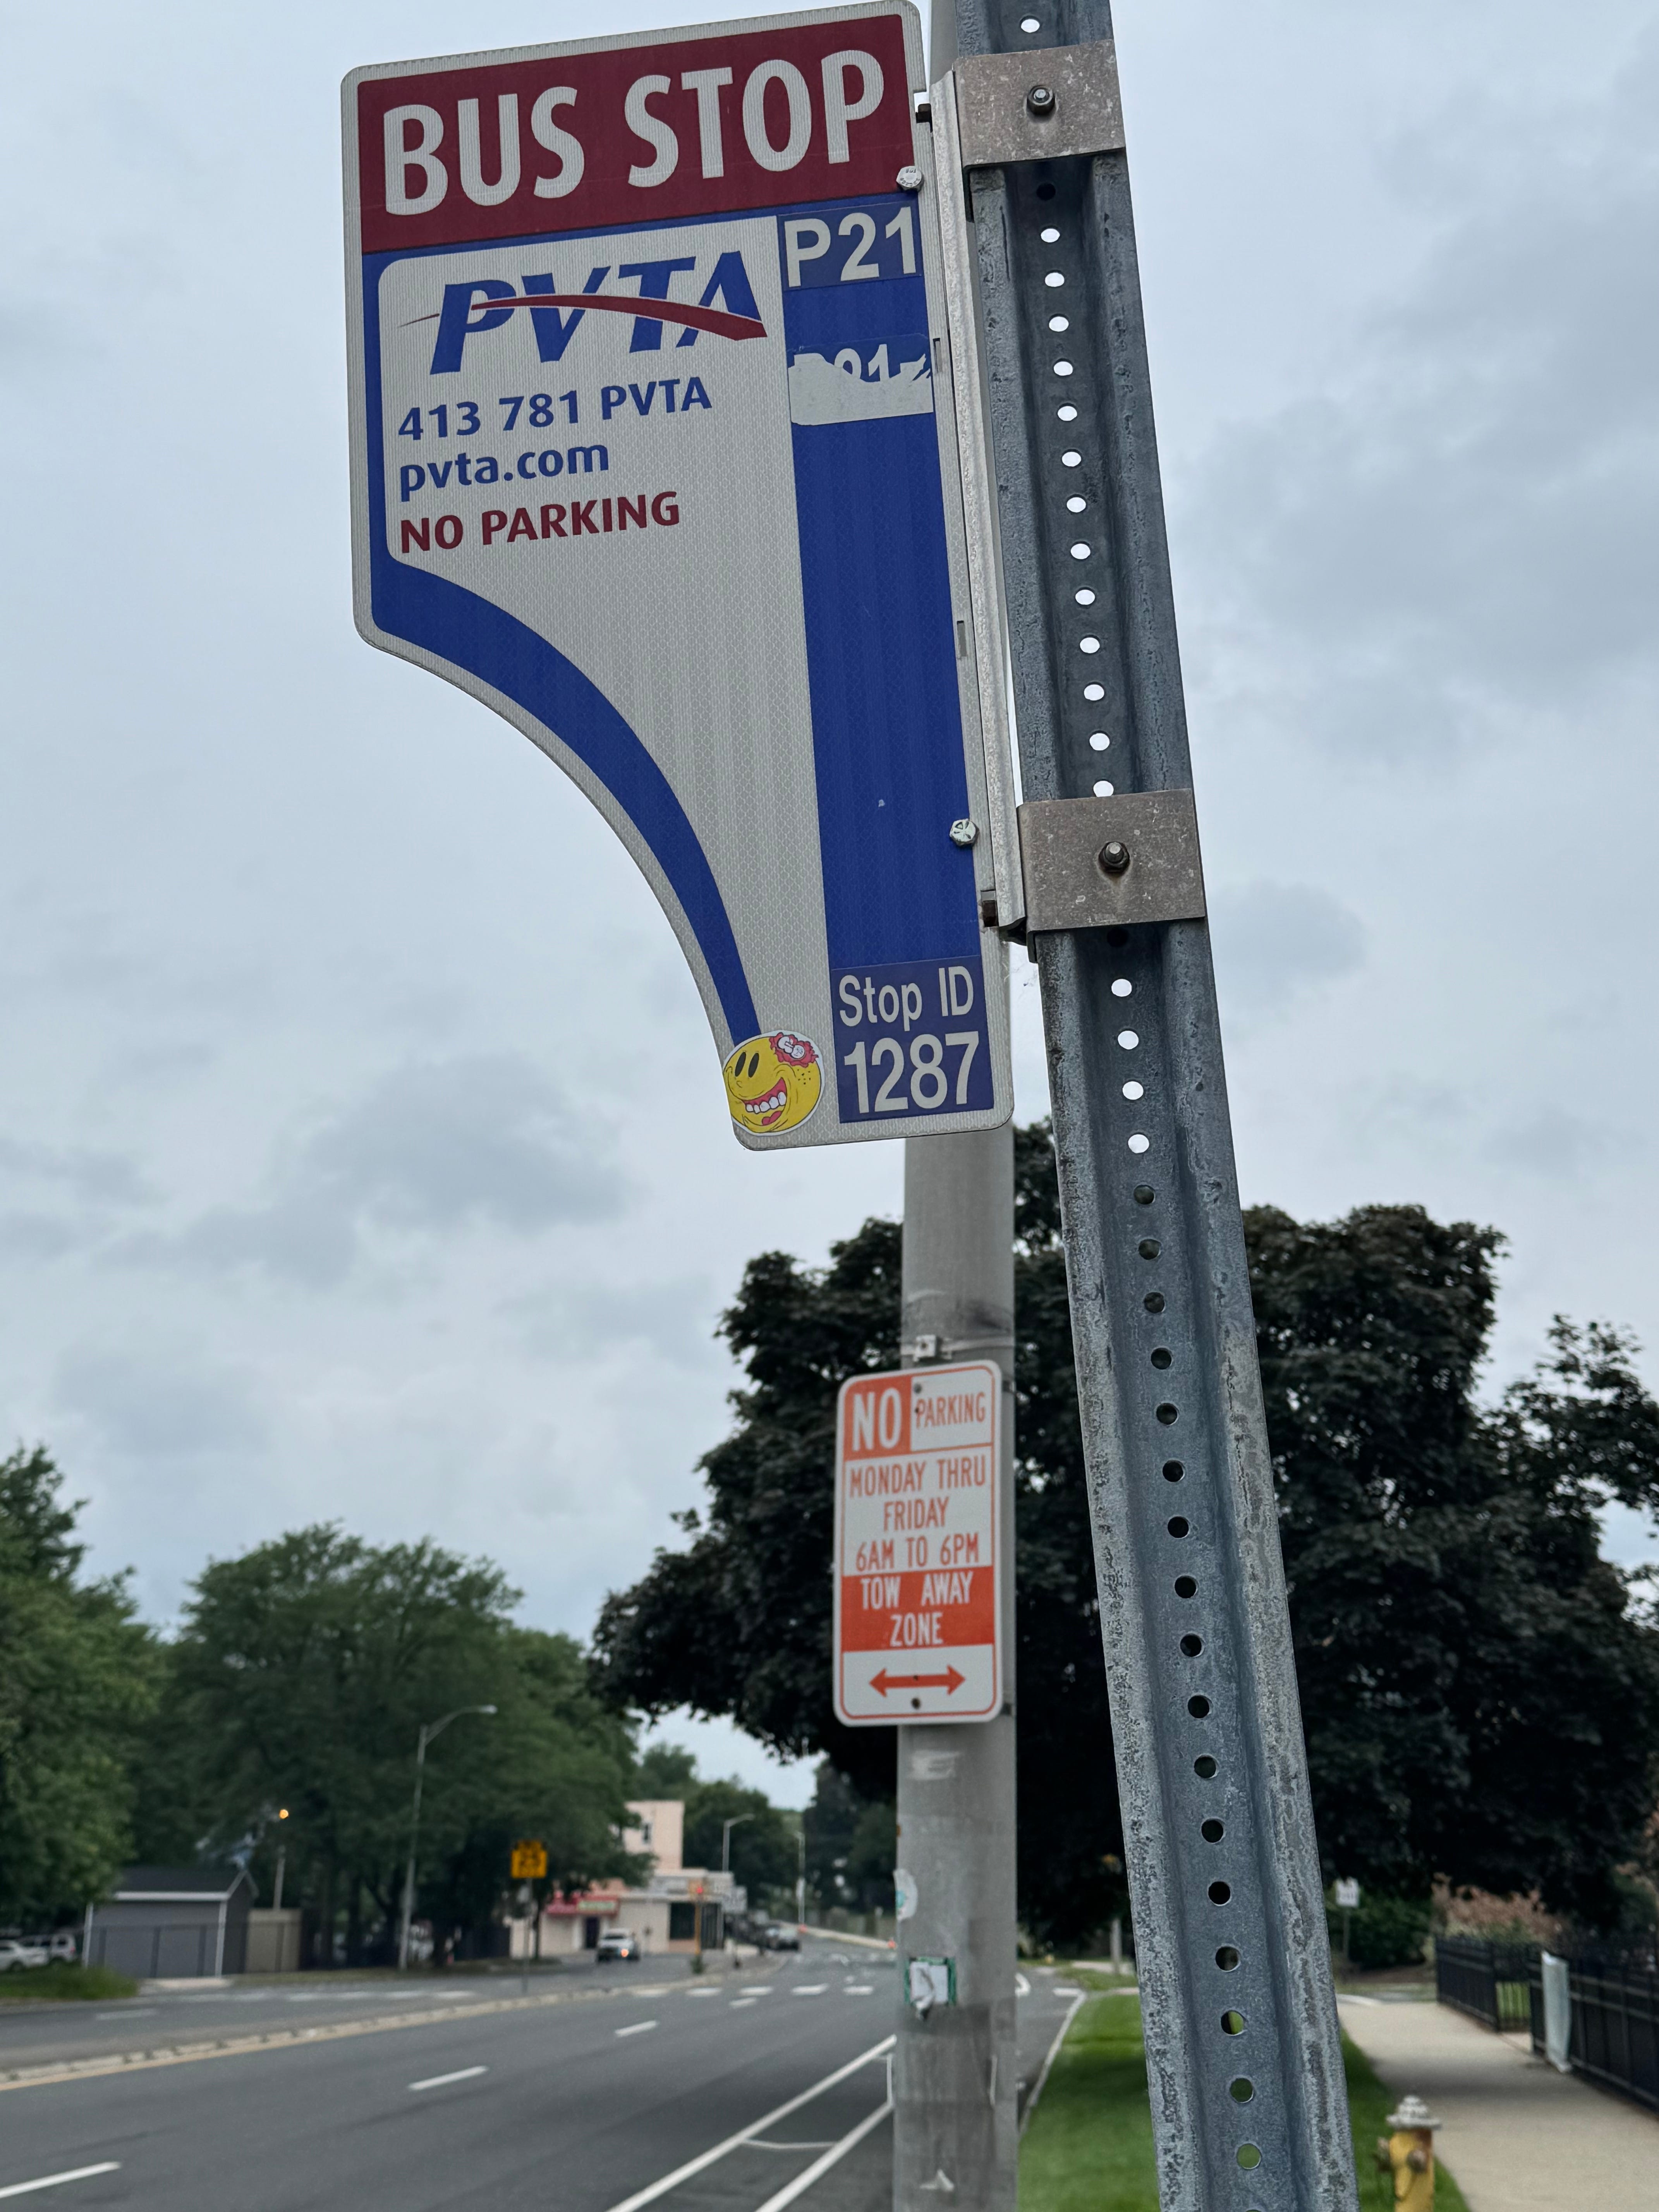 BUS STOP
PVTA
P21
413 781 PVTA
pvta.com
NO PARKING
Stop ID
1287
NO PARKING
MONDAY THRU
FRIDAY
6AM TO 6PM
TOW AWAY
ZONE